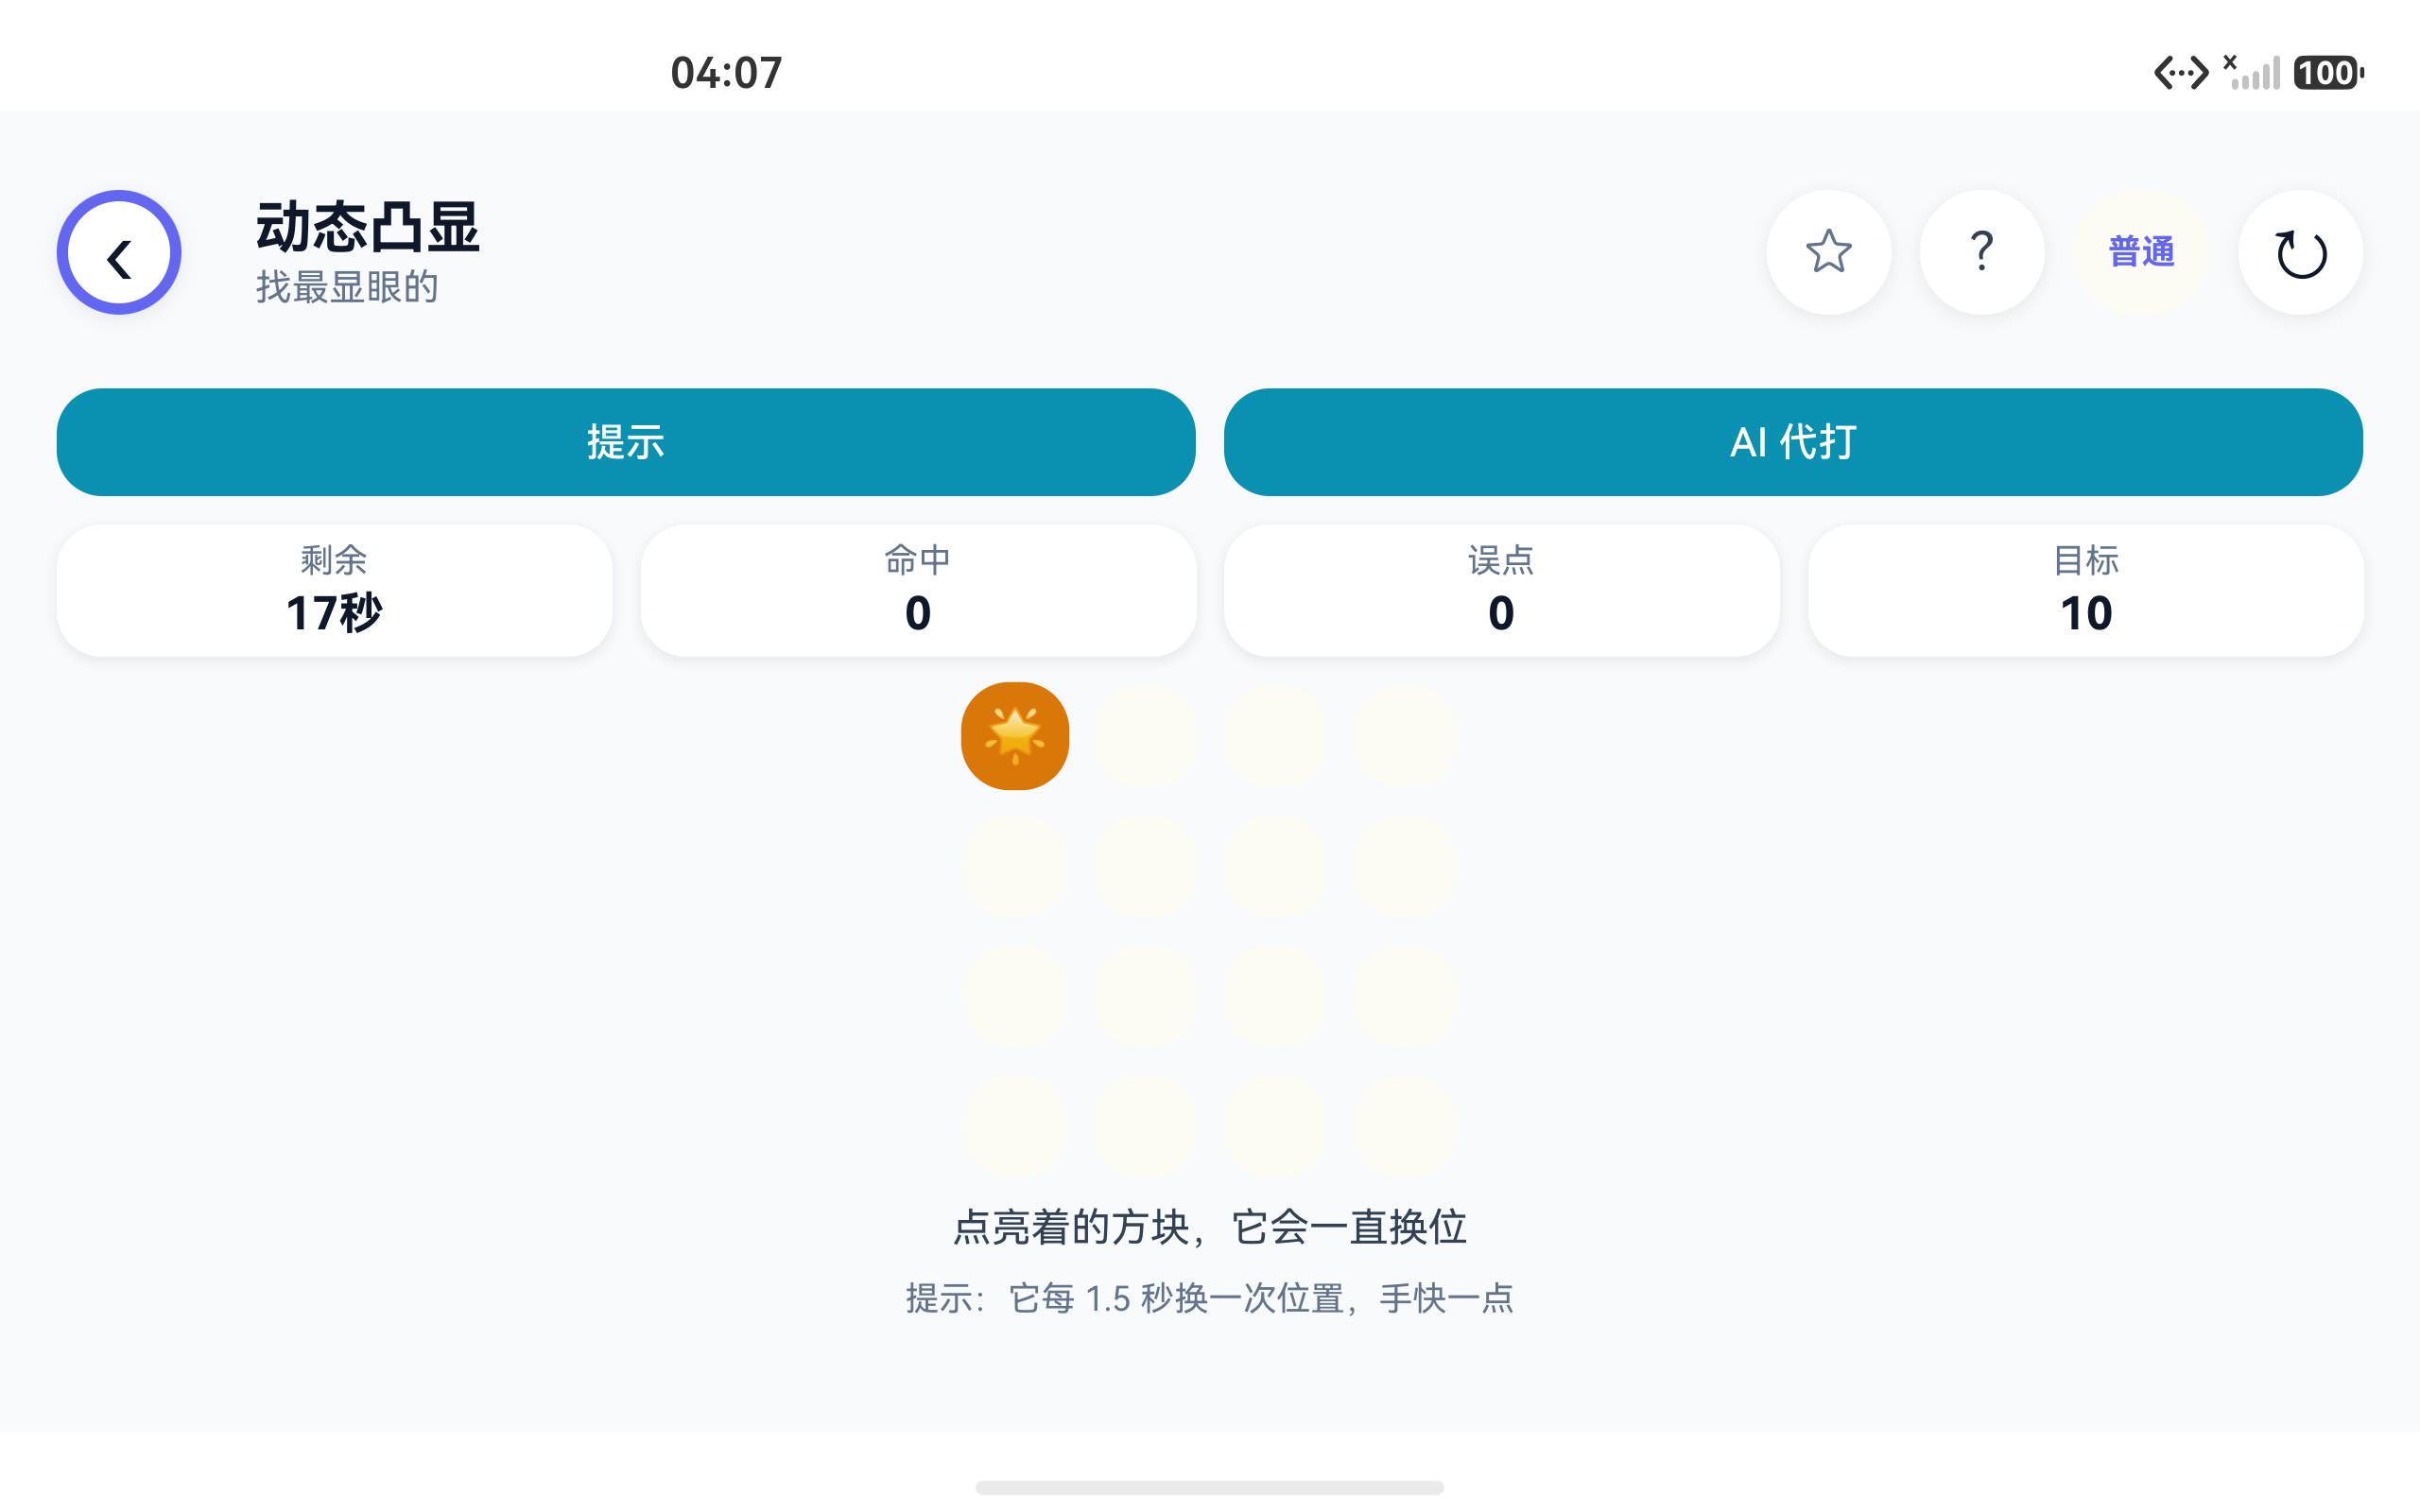 04:07
100
动态凸显
找最显眼的
?
普通
提示
AI 代打
剩余
17秒
命中
0
误点
0
目标
10
点亮着的方块，它会一直换位
提示：它每 1.5 秒换一次位置，手快一点